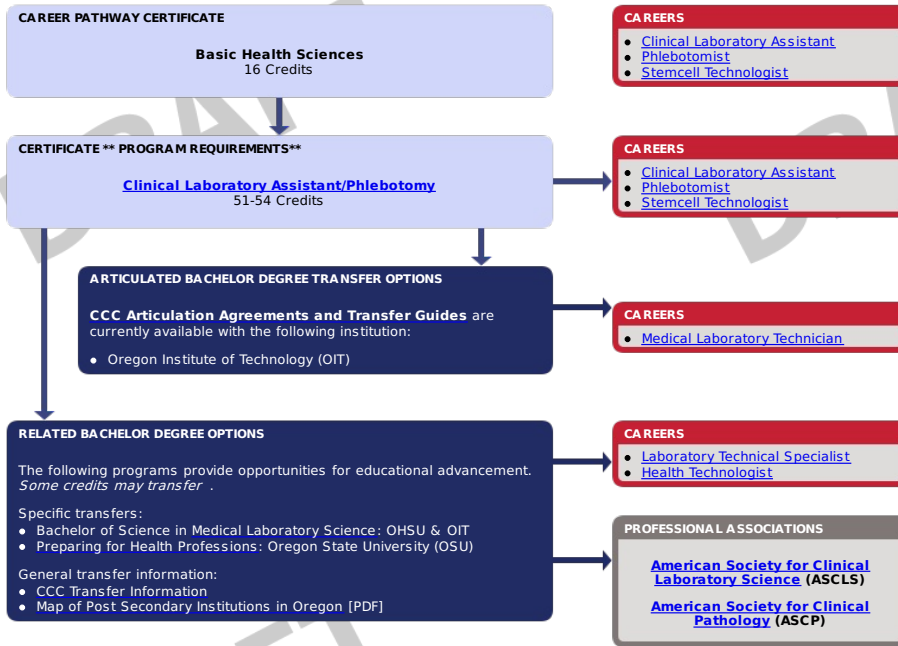 CAREER PATHWAY CERTIFICATE
Basic Health Sciences
16 Credits
CAREERS
• Clinical Laboratory Assistant
• Phlebotomist
• Stemcell Technologist
CERTIFICATE ** PROGRAM REQUIREMENTS**
Clinical Laboratory Assistant/Phlebotomy
51-54 Credits
CAREERS
• Clinical Laboratory Assistant
• Phlebotomist
• Stemcell Technologist
ARTICULATED BACHELOR DEGREE TRANSFER OPTIONS
CCC Articulation Agreements and Transfer Guides are
currently available with the following institution:
• Oregon Institute of Technology (OIT)
CAREERS
• Medical Laboratory Technician
RELATED BACHELOR DEGREE OPTIONS
The following programs provide opportunities for educational advancement.
Some credits may transfer .
Specific transfers:
• Bachelor of Science in Medical Laboratory Science: OHSU & OIT
• Preparing for Health Professions: Oregon State University (OSU)
General transfer information:
• CCC Transfer Information
• Map of Post Secondary Institutions in Oregon [PDF]
CAREERS
• Laboratory Technical Specialist
• Health Technologist
PROFESSIONAL ASSOCIATIONS
American Society for Clinical
Laboratory Science (ASCLS)
American Society for Clinical
Pathology (ASCP)